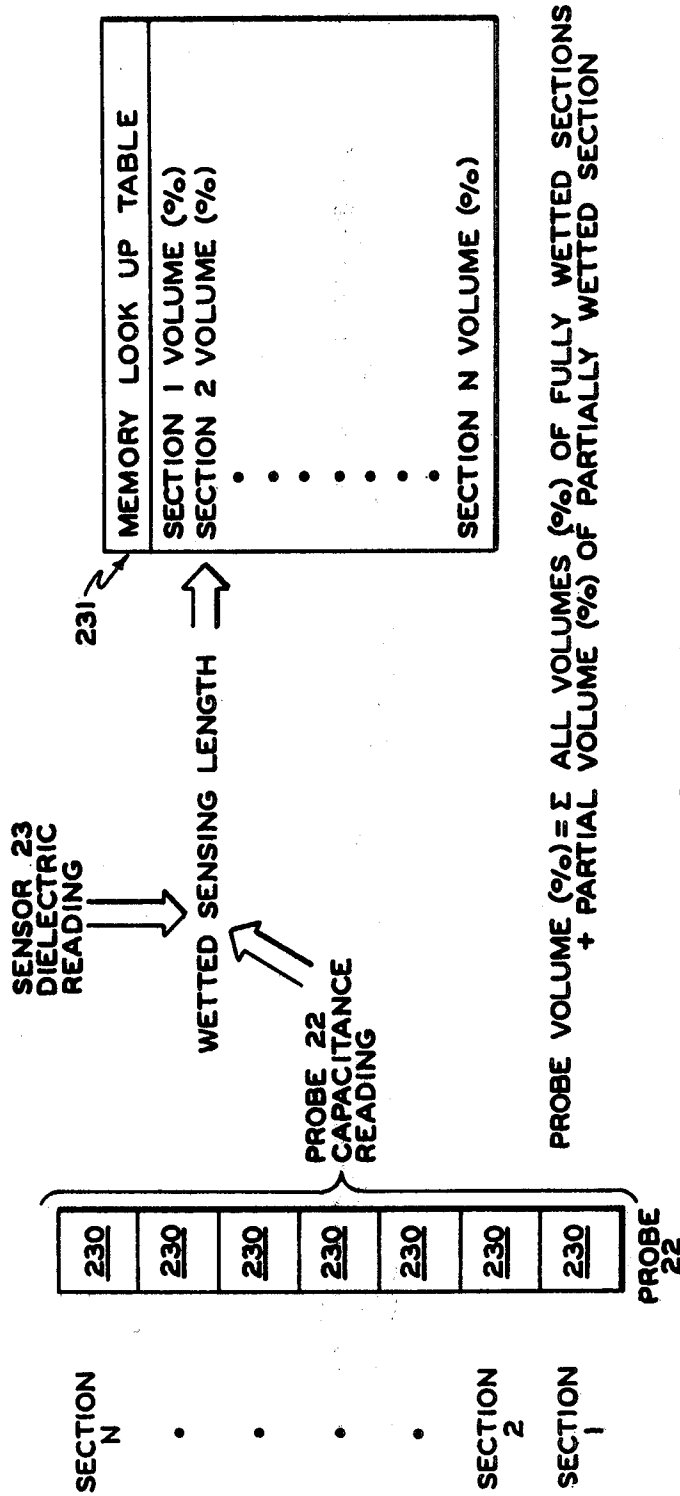 SECTION
N
SECTION
2
SECTION
1
230
230
230
230
230
230
230
PROBE
22
PROBE 22
CAPACITANCE
READING
SENSOR 23
DIELECTRIC
READING
WETTED SENSING LENGTH
231
MEMORY LOOK UP TABLE
SECTION 1 VOLUME (%)
SECTION 2 VOLUME (%)
SECTION N VOLUME (%)
PROBE VOLUME (%) = Σ ALL VOLUMES (%) OF FULLY WETTED SECTIONS
+ PARTIAL VOLUME (%) OF PARTIALLY WETTED SECTION